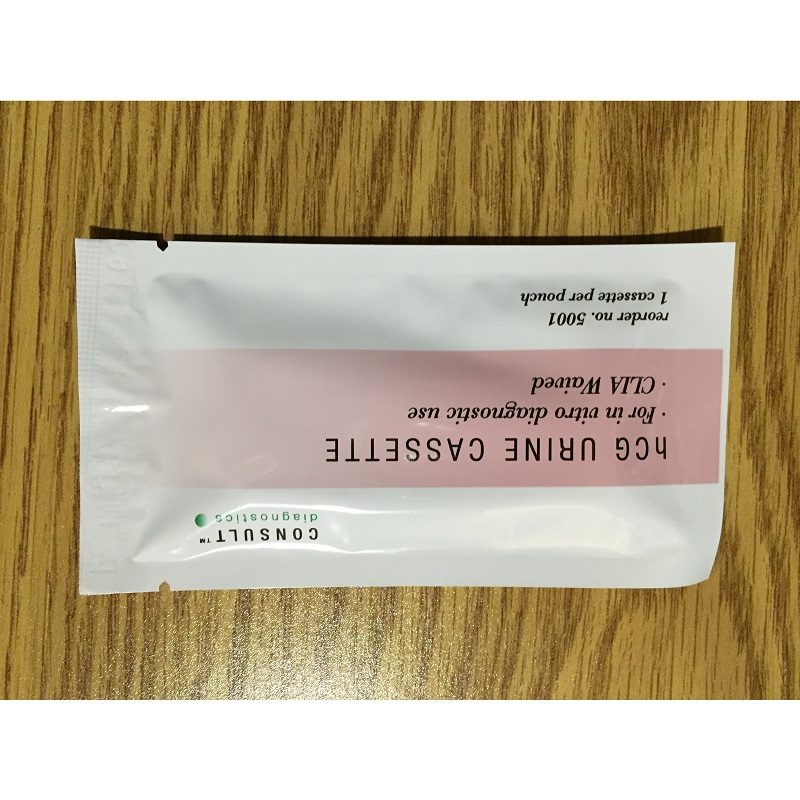 CONSULT™
diagnostics
hCG URINE CASSETTE
· For in vitro diagnostic use
· CLIA Waived
reorder no. 5001
1 cassette per pouch